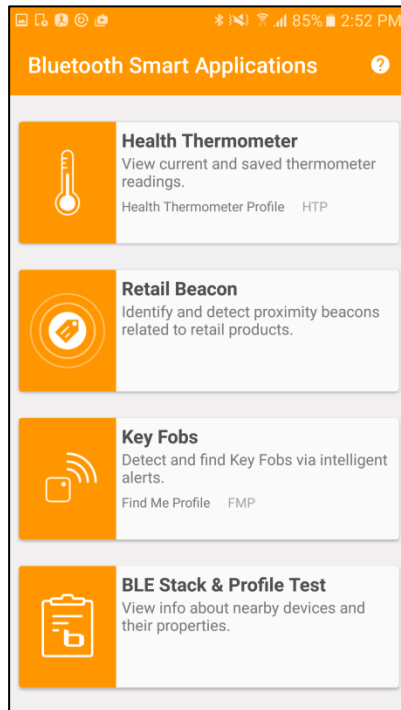 85% 2:52 PM
Bluetooth Smart Applications ?
Health Thermometer
View current and saved thermometer
readings.
Health Thermometer Profile HTP
Retail Beacon
Identify and detect proximity beacons
related to retail products.
Key Fobs
Detect and find Key Fobs via intelligent
alerts.
Find Me Profile FMP
BLE Stack & Profile Test
View info about nearby devices and
their properties.